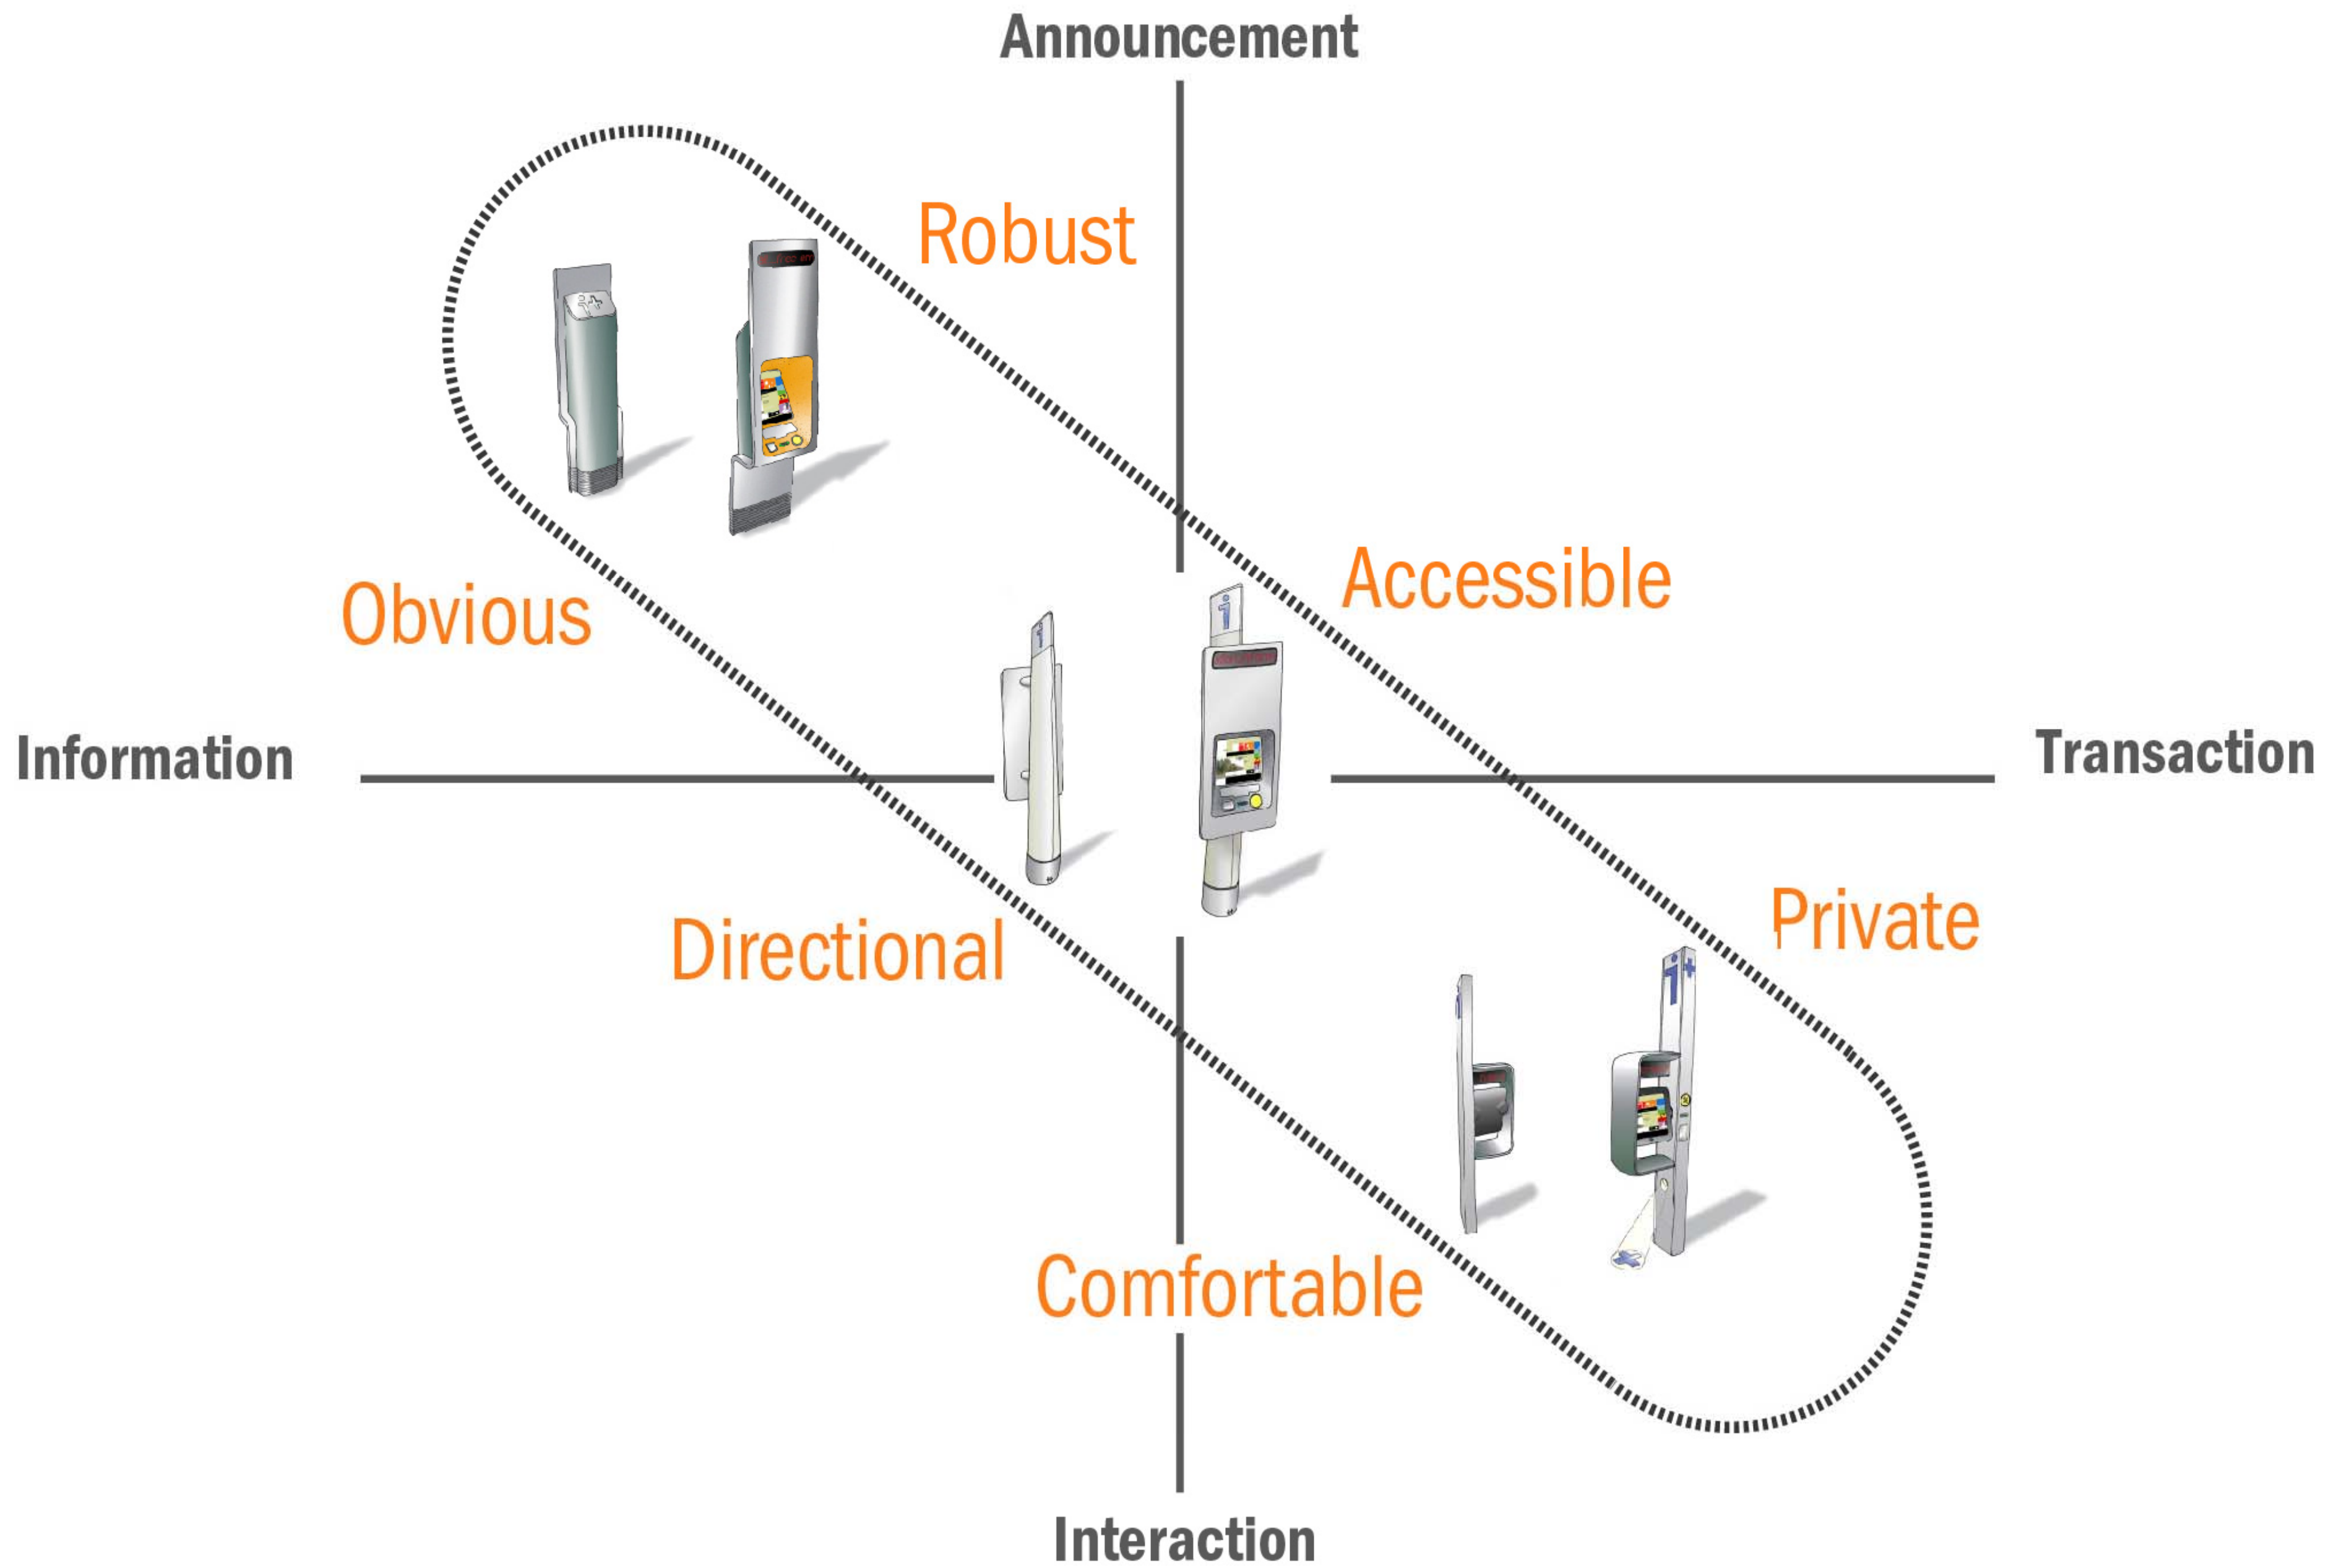 Announcement
Robust
Accessible
Obvious
Information
Transaction
Private
Directional
Comfortable
Interaction